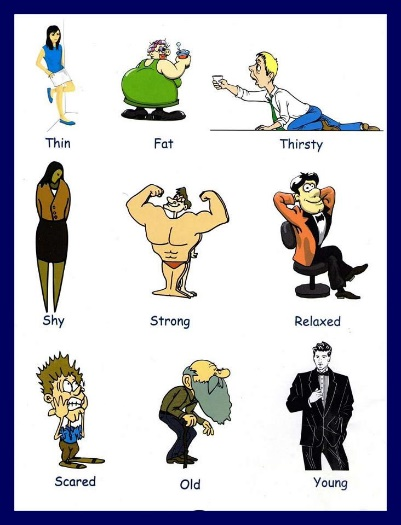 Thin
Fat
Thirsty
Shy
Strong
Relaxed
Scared
Old
Young